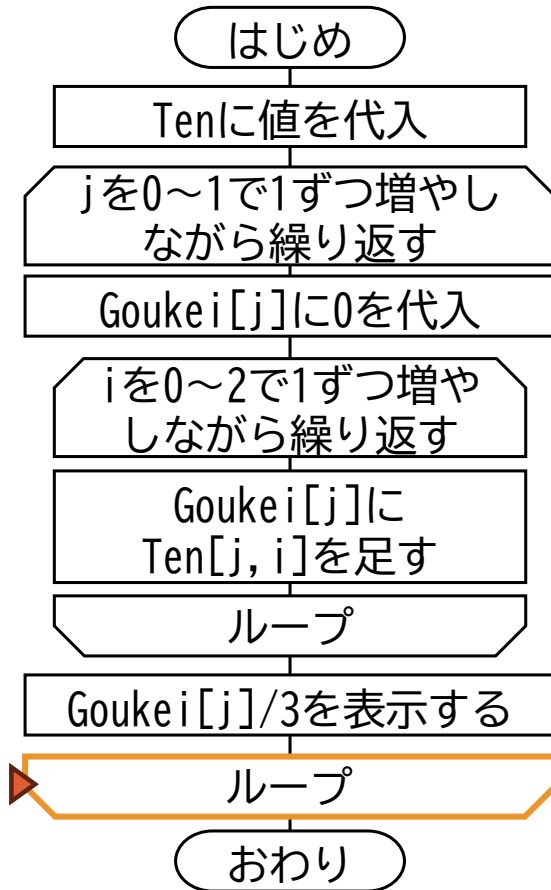 はじめ
Tenに値を代入
jを0～1で1ずつ増やし
ながら繰り返す
Goukei[j]に0を代入
iを0～2で1ずつ増や
しながら繰り返す
Goukei[j]に
Ten[j,i]を足す
ループ
Goukei[j]/3を表示する
ループ
おわり